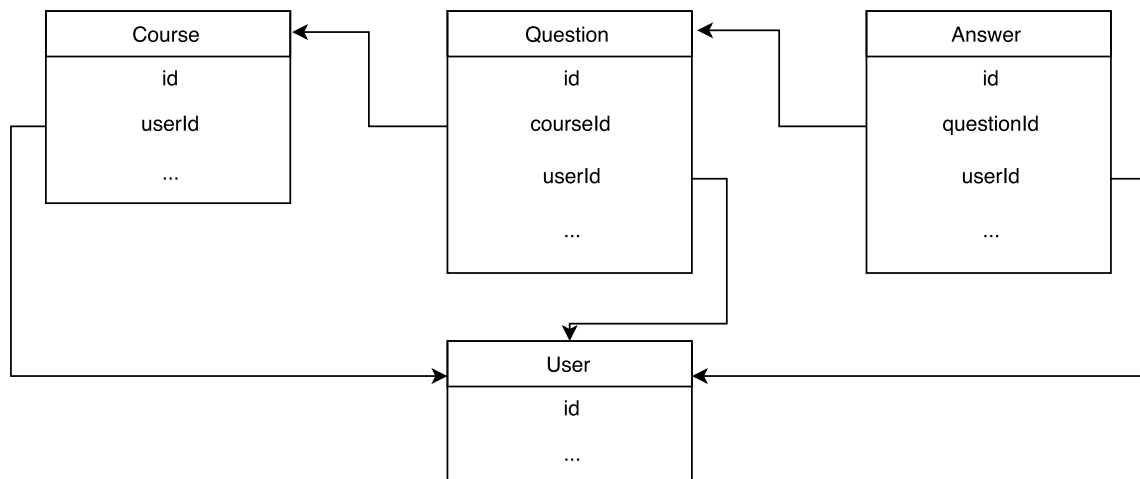 Course
id
userId
...
Question
id
courseId
userId
...
Answer
id
questionId
userId
...
User
id
...